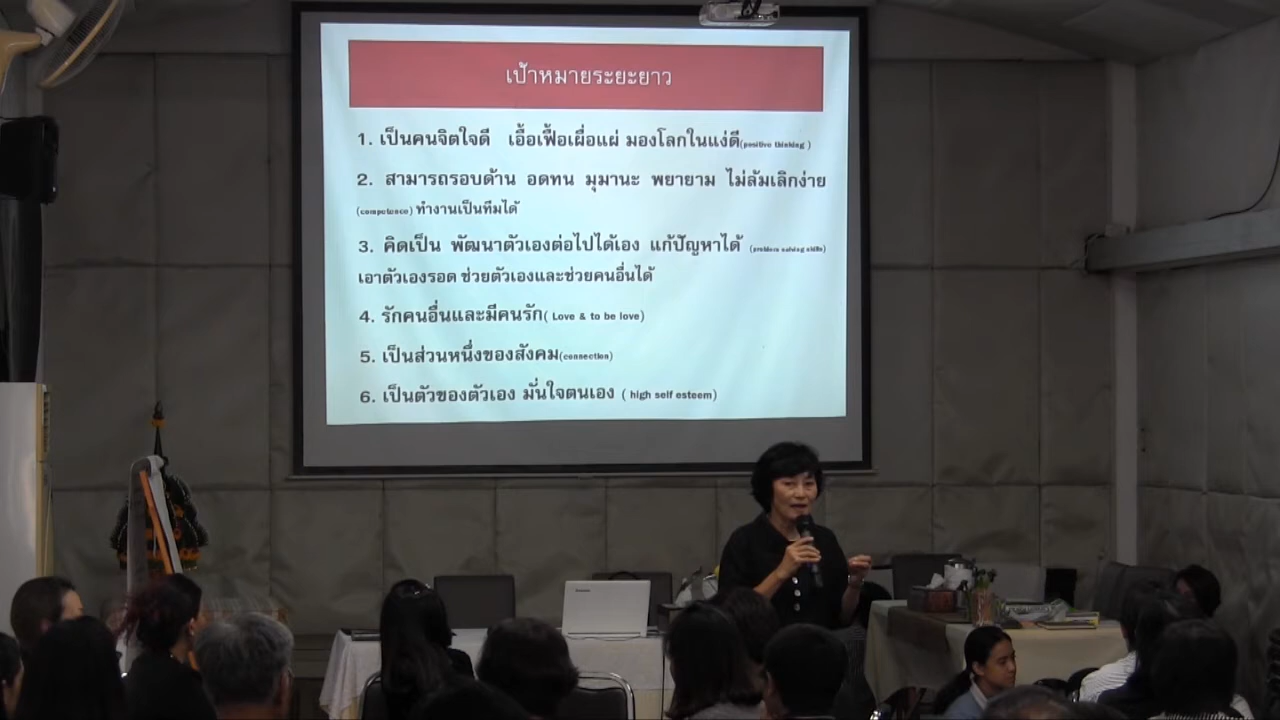 เป้าหมายระยะยาว
1. เป็นคนจิตใจดี เอื้อเฟื้อเผื่อแผ่ มองโลกในแง่ดี(positive thinking )
2. สามารถรอบด้าน อดทน มุมานะ พยายาม ไม่ล้มเลิกง่าย
(competence) ทำงานเป็นทีมได้
3. คิดเป็น พัฒนาตัวเองต่อไปได้เอง แก้ปัญหาได้ (problem solving skills)
เอาตัวเองรอด ช่วยตัวเองและช่วยคนอื่นได้
4. รักคนอื่นและมีคนรัก( Love & to be love)
5. เป็นส่วนหนึ่งของสังคม(connection)
6. เป็นตัวของตัวเอง มั่นใจตนเอง ( high self esteem)